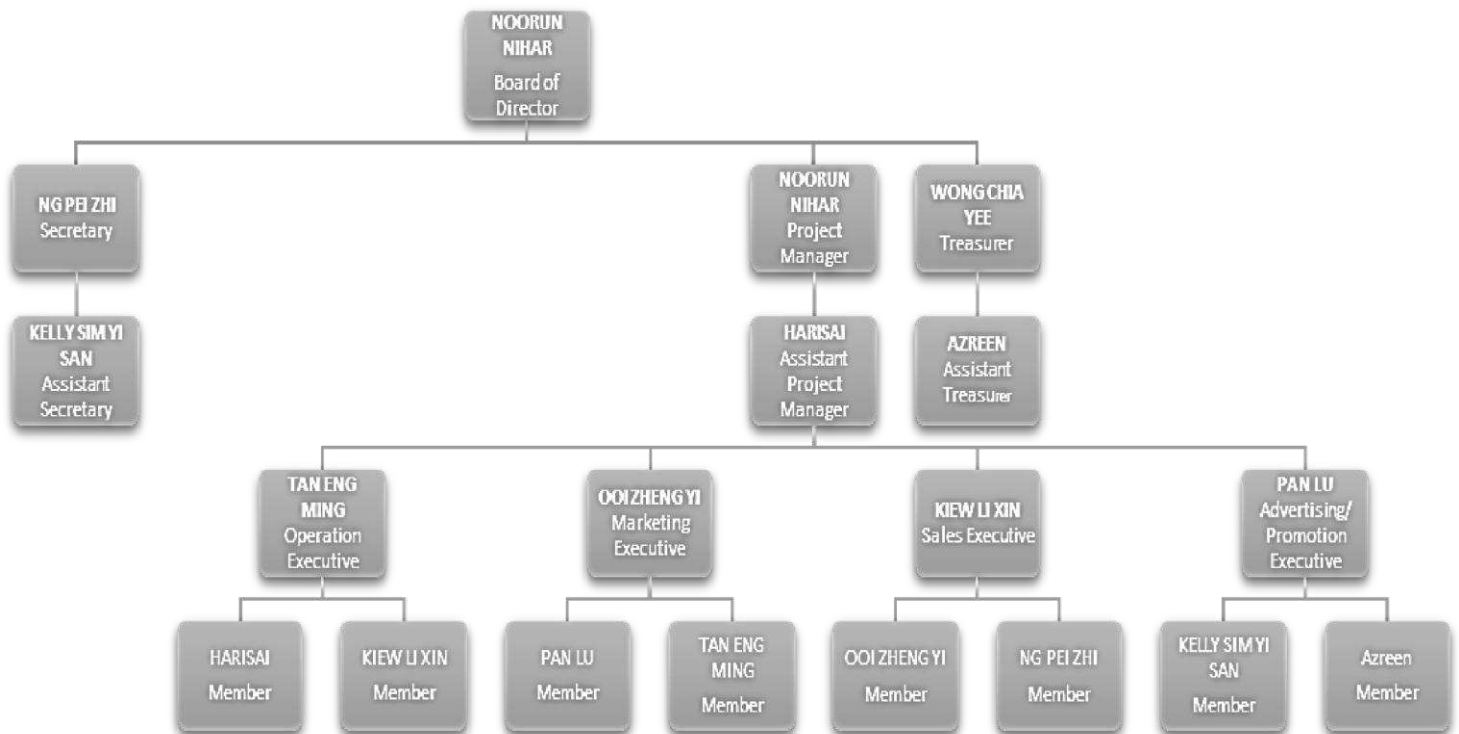 NOORUN
NIHAR
Board of
Director
NG PEI ZHI
Secretary
NOORUN
NIHAR
Project
Manager
WONG CHIA
YEE
Treasurer
KELLY SIM YI
SAN
Assistant
Secretary
HARISAI
Assistant
Project
Manager
AZREEN
Assistant
Treasurer
TAN ENG
MING
Operation
Executive
OOI ZHENG YI
Marketing
Executive
KIEW LI XIN
Sales Executive
PAN LU
Advertising/
Promotion
Executive
HARISAI
Member
KIEW LI XIN
Member
PAN LU
Member
TAN ENG
MING
Member
OOI ZHENG YI
Member
NG PEI ZHI
Member
KELLY SIM YI
SAN
Member
Azreen
Member